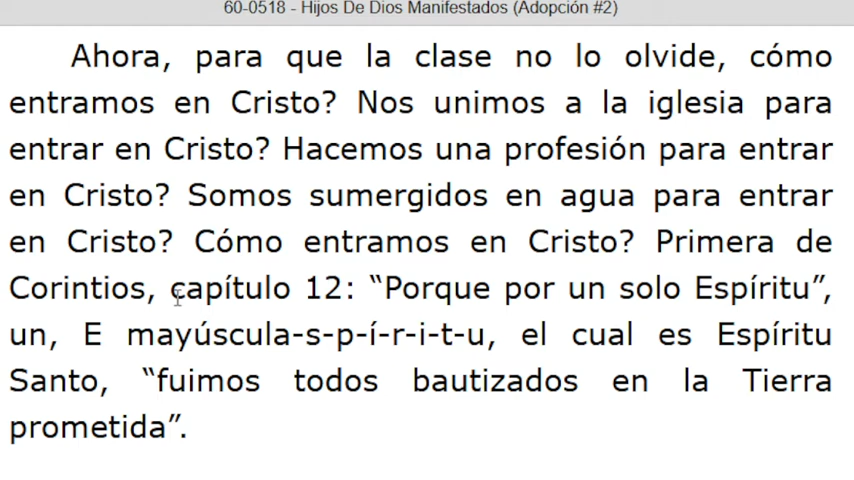 60-0518 - Hijos De Dios Manifestados (Adopción #2)
Ahora, para que la clase no lo olvide, cómo
entramos en Cristo? Nos unimos a la iglesia para
entrar en Cristo? Hacemos una profesión para entrar
en Cristo? Somos sumergidos en agua para entrar
en Cristo? Cómo entramos en Cristo? Primera de
Corintios, capítulo 12: “Porque por un solo Espíritu”,
un, E mayúscula-s-p-í-r-i-t-u, el cual es Espíritu
Santo, “fuimos todos bautizados en la Tierra
prometida”.